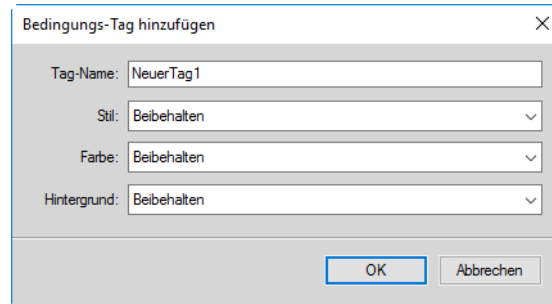 Bedingungs-Tag hinzufügen
Tag-Name: NeuerTag1
Stil: Beibehalten
Farbe: Beibehalten
Hintergrund: Beibehalten
OK Abbrechen